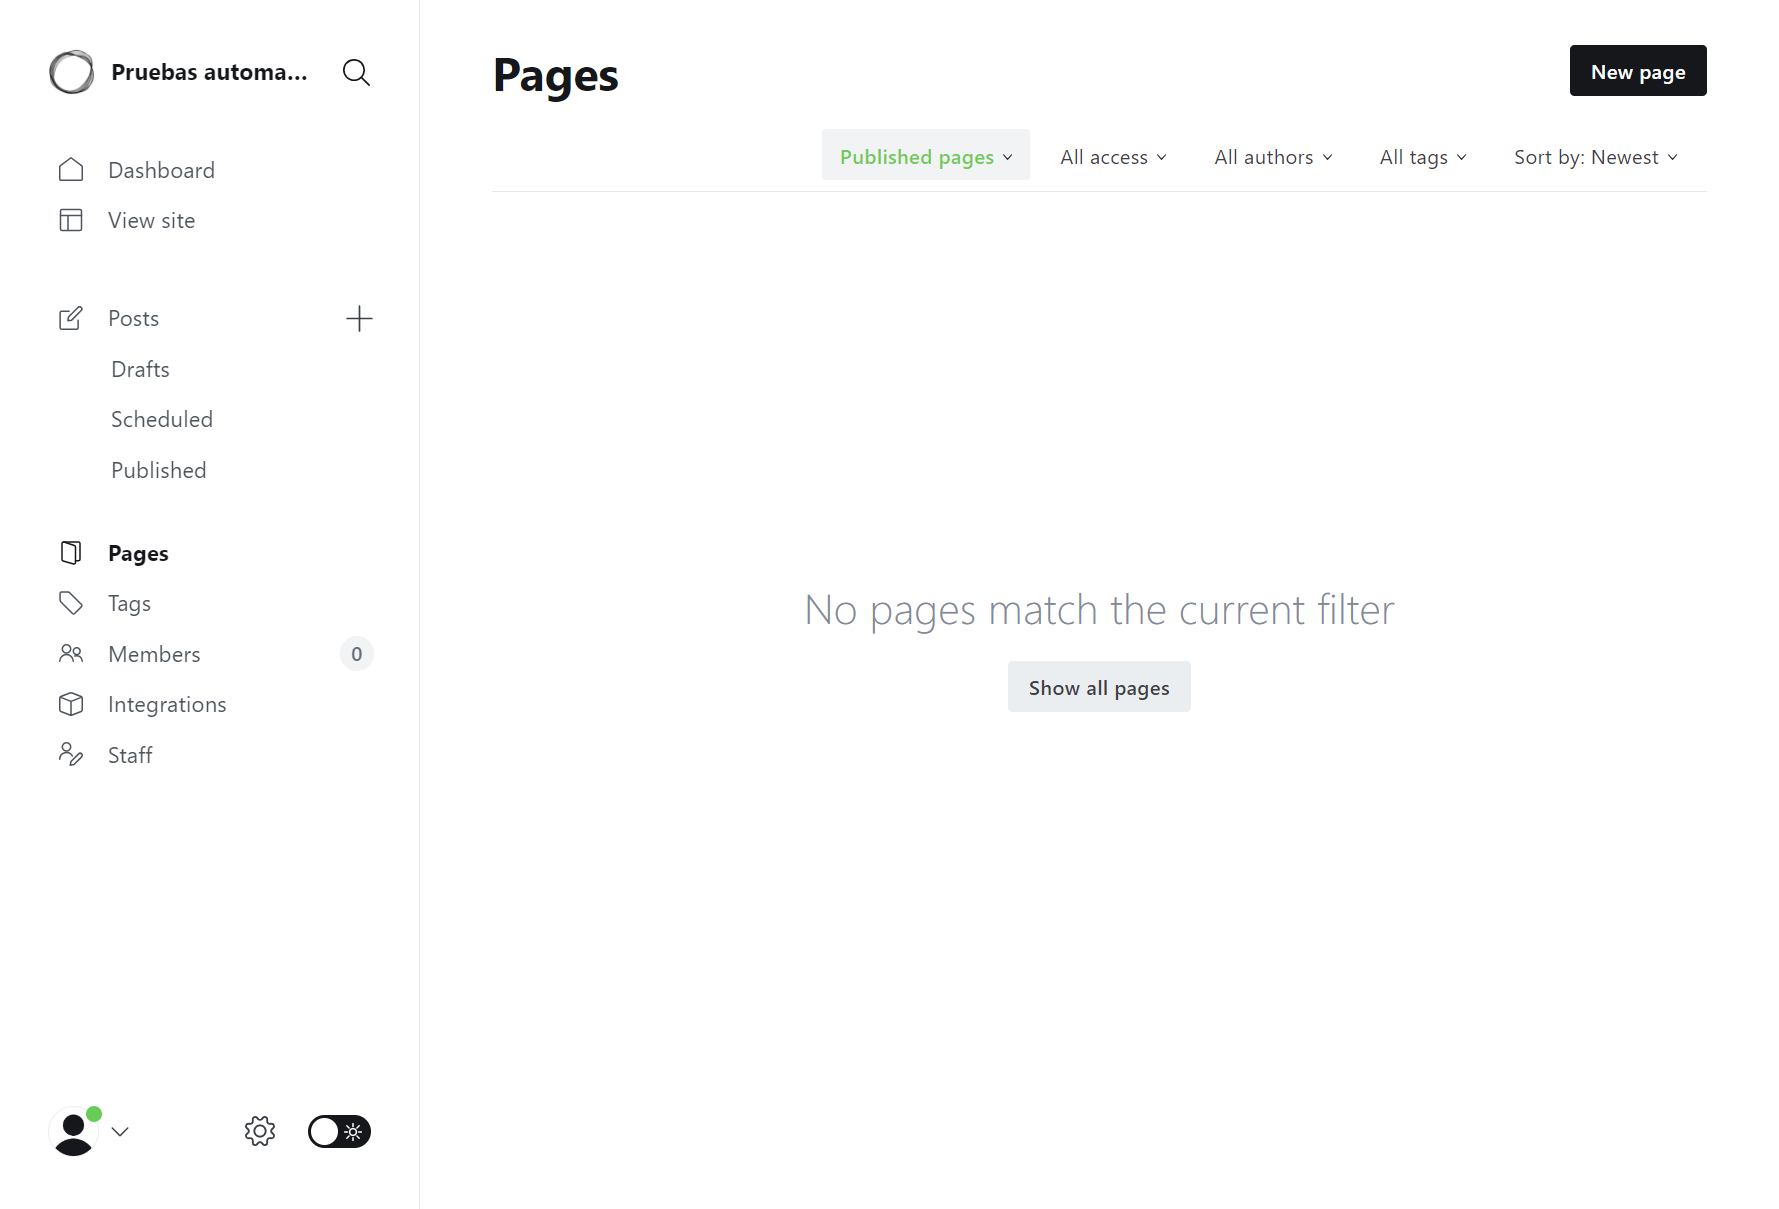 Pruebas automa...
Dashboard
View site
Posts
Drafts
Scheduled
Published
Pages
Tags
Members 0
Integrations
Staff
Pages
New page
Published pages All access All authors All tags Sort by: Newest
No pages match the current filter
Show all pages